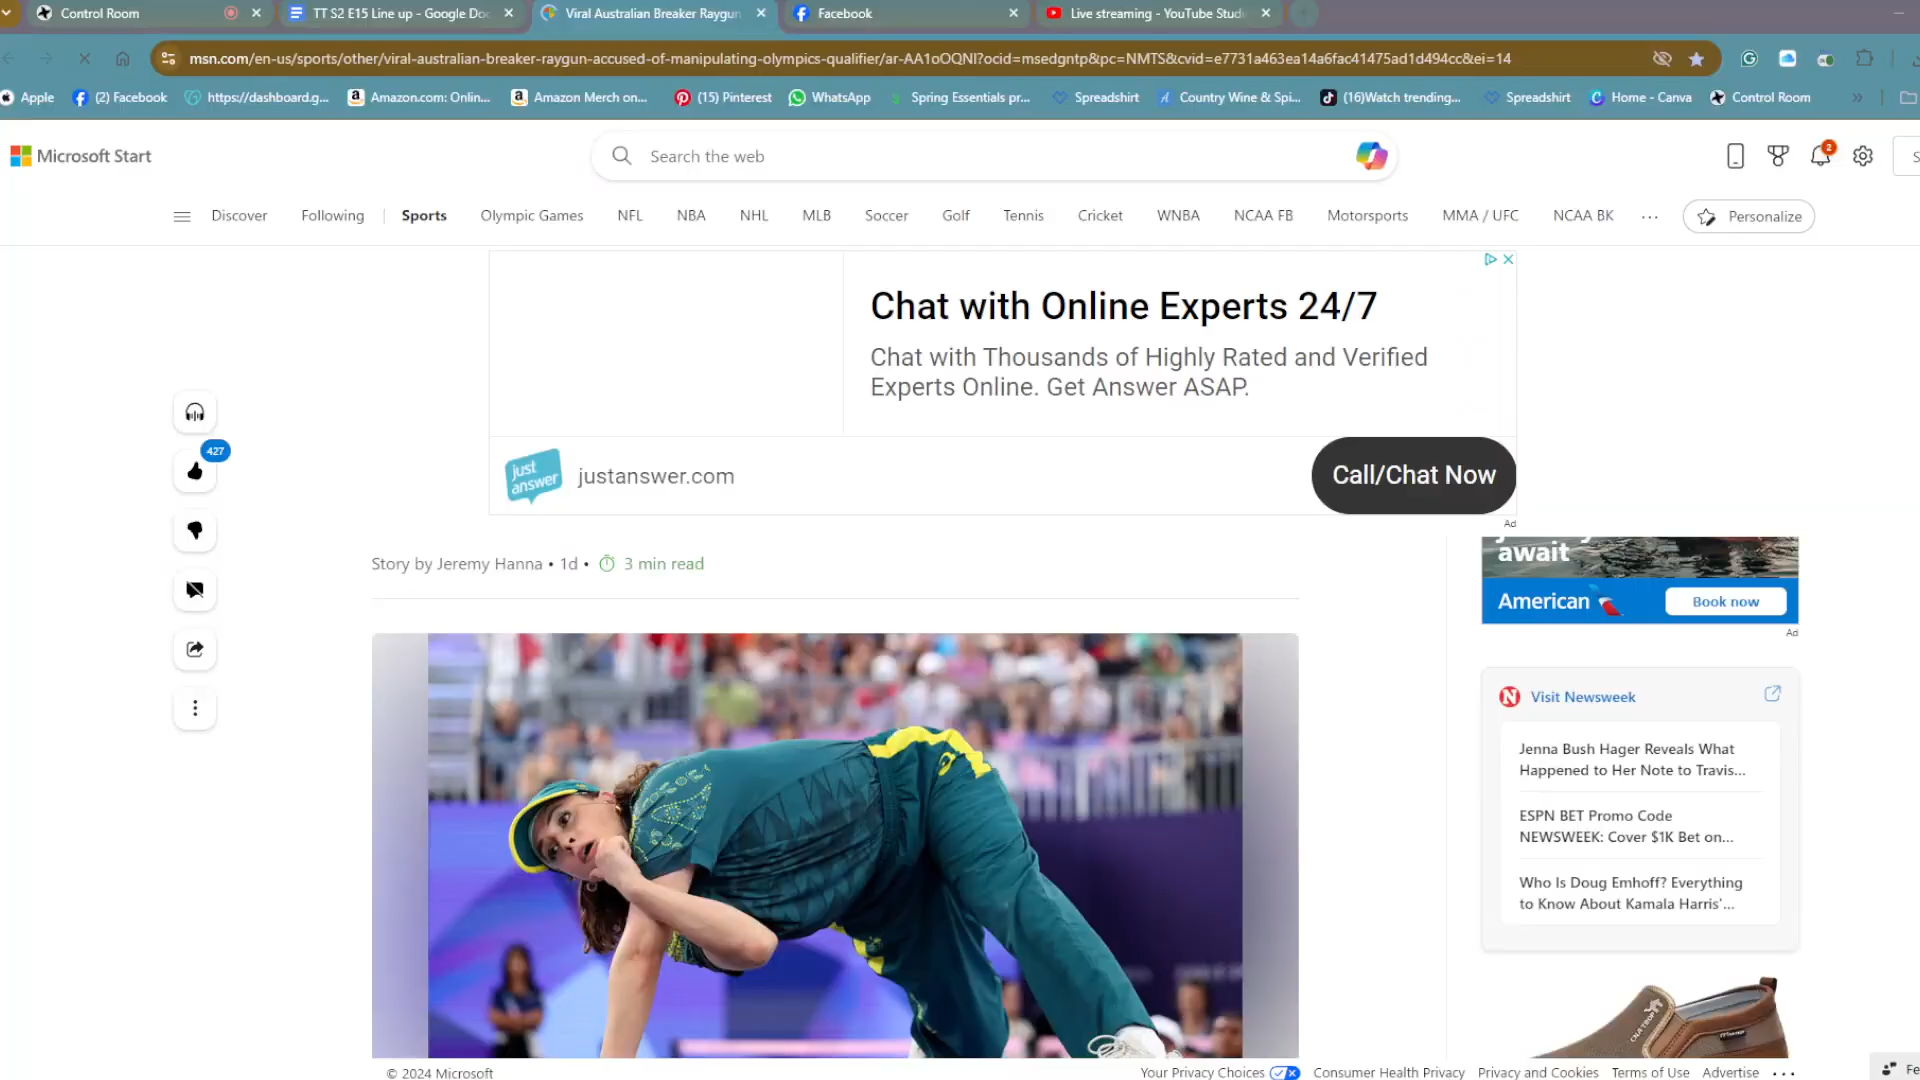 Control Room
TT S2 E15 Line up - Google Doc
Viral Australian Breaker Raygun
Facebook
Live streaming - YouTube Studi
msn.com/en-us/sports/other/viral-australian-breaker-raygun-accused-of-manipulating-olympics-qualifier/ar-AA1oOQNI?ocid=msedgntp&pc=NMTS&cvid=e7731a463ea14a6fac41475ad1d494cc&ei=14
Apple
(2) Facebook
https://dashboard.g...
Amazon.com: Onlin...
Amazon Merch on...
(15) Pinterest
WhatsApp
Spring Essentials pr...
Spreadshirt
Country Wine & Spi...
(16)Watch trending...
Spreadshirt
Home - Canva
Control Room
Microsoft Start
Search the web
2
Discover
Following
Sports
Olympic Games
NFL
NBA
NHL
MLB
Soccer
Golf
Tennis
Cricket
WNBA
NCAA FB
Motorsports
MMA / UFC
NCAA BK
Personalize
Chat with Online Experts 24/7
Chat with Thousands of Highly Rated and Verified
Experts Online. Get Answer ASAP.
427
just
answer
justanswer.com
Call/Chat Now
Ad
Story by Jeremy Hanna • 1d • 3 min read
await
American
Book now
Ad
N Visit Newsweek
Jenna Bush Hager Reveals What
Happened to Her Note to Travis...
ESPN BET Promo Code
NEWSWEEK: Cover $1K Bet on...
Who Is Doug Emhoff? Everything
to Know About Kamala Harris'...
© 2024 Microsoft
Your Privacy Choices
Consumer Health Privacy
Privacy and Cookies
Terms of Use
Advertise
Fe